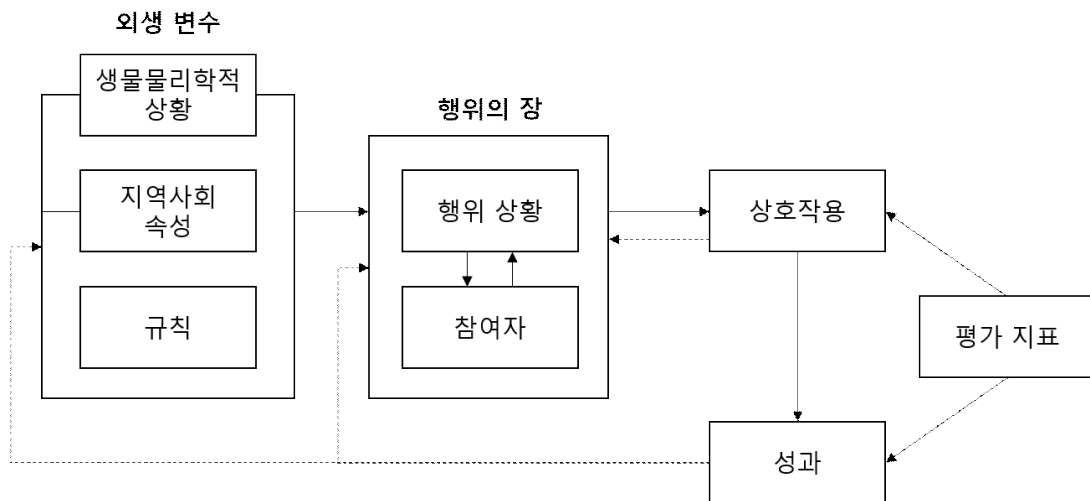 외생 변수
생물물리학적
상황
지역사회
속성
규칙
행위의 장
행위 상황
참여자
상호작용
성과
평가 지표